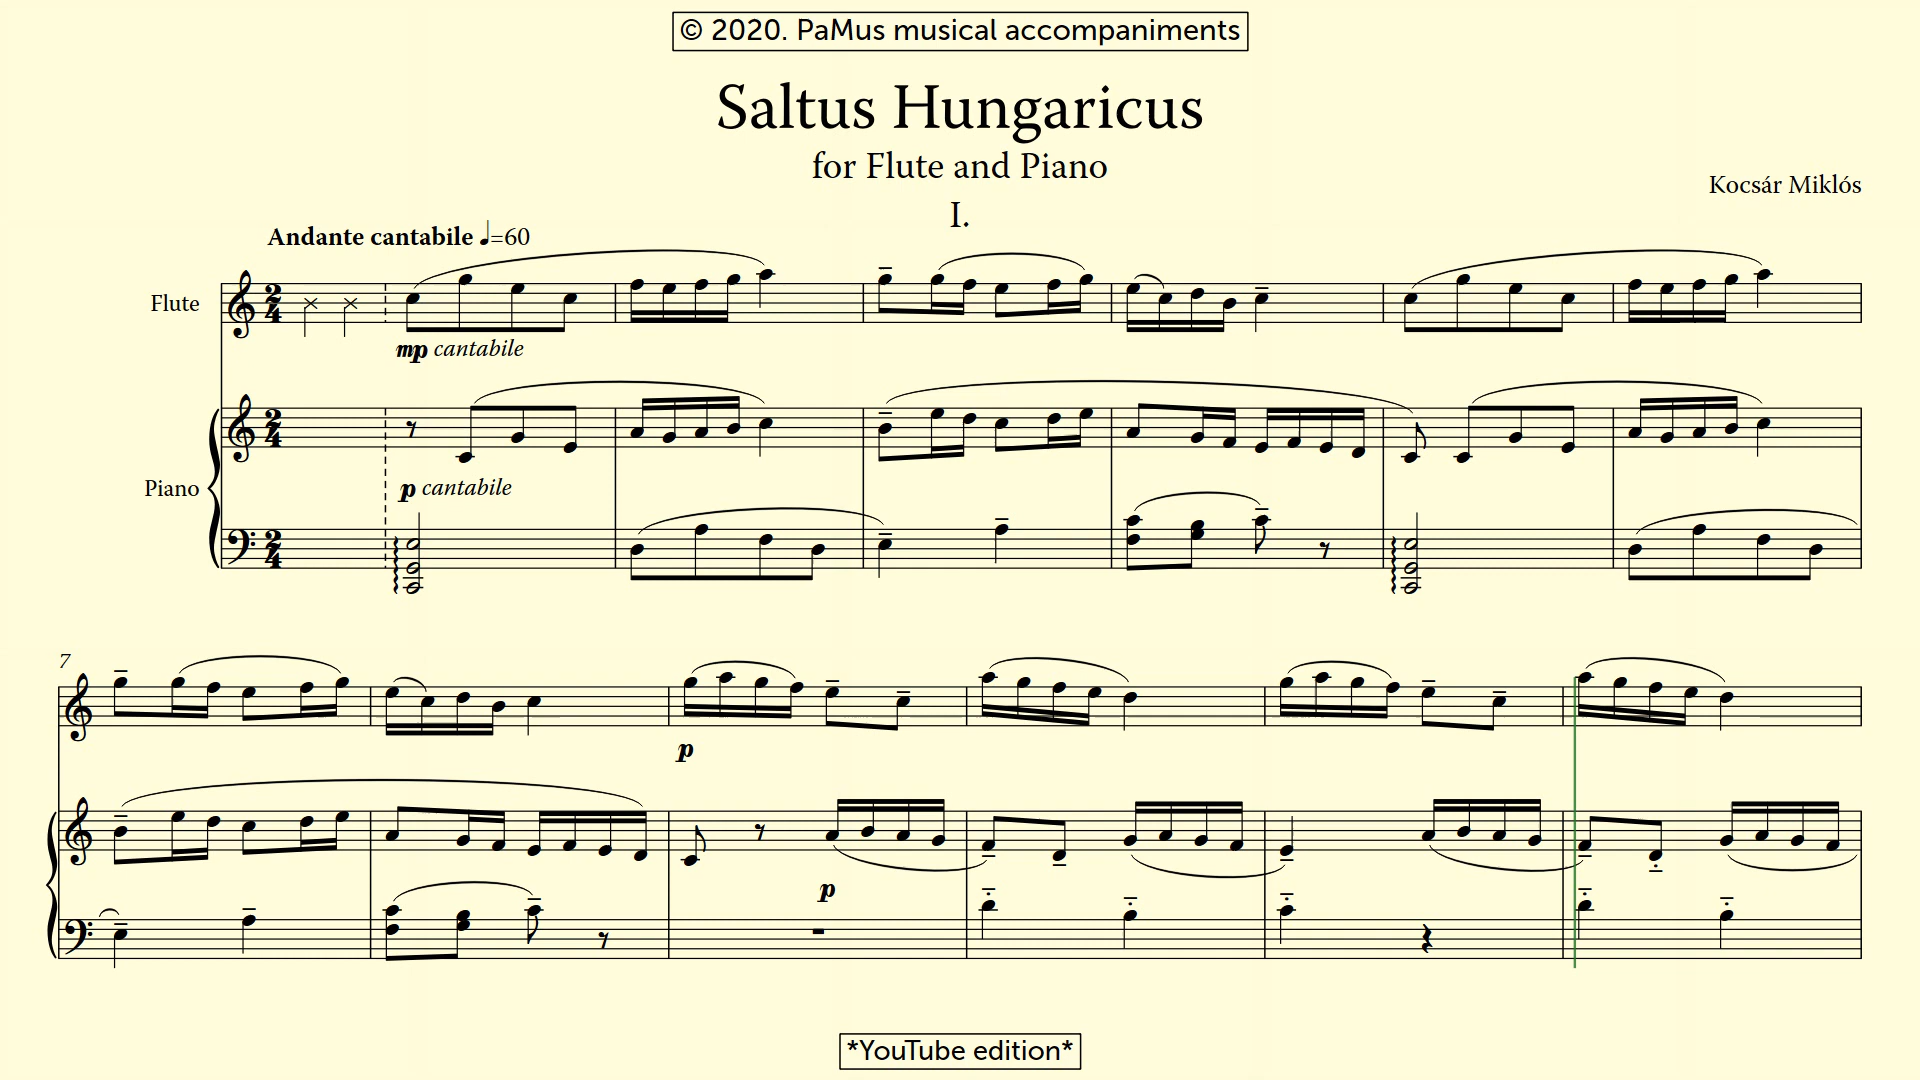 © 2020. PaMus musical accompaniments
Saltus Hungaricus
for Flute and Piano
Kocsár Miklós
I.
Andante cantabile ♩=60
Flute
mp cantabile
Piano
p cantabile
7
p
p
*YouTube edition*